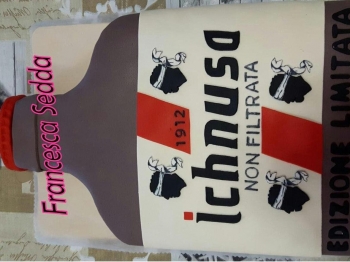 Francesca Sedda
1912
ichnusa
NON FILTRATA
EDIZIONE LIMITATA